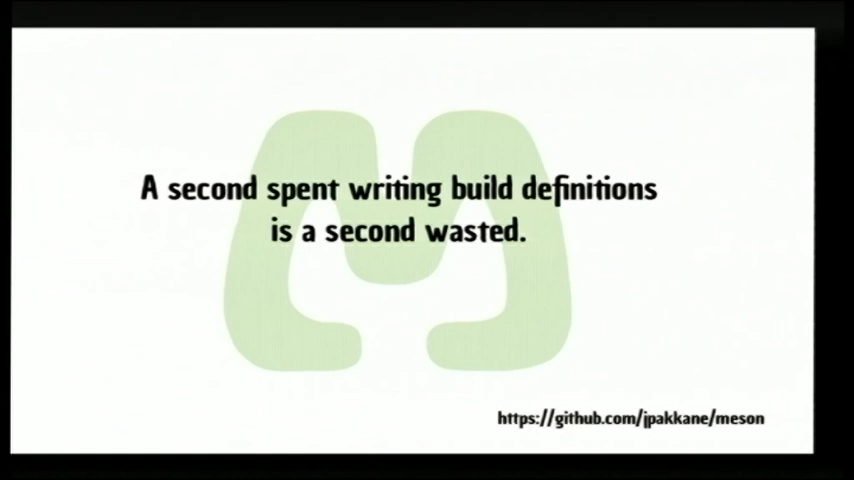 A second spent writing build definitions
is a second wasted.
https://github.com/jpakkane/meson